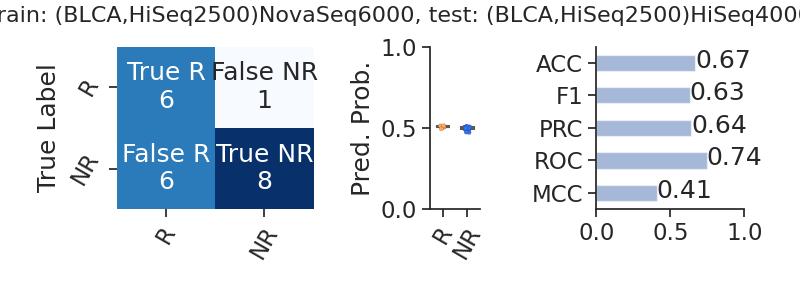 rain: (BLCA,HiSeq2500)NovaSeq6000, test: (BLCA,HiSeq2500)HiSeq400
True Label
R
NR
True R
6
False NR
1
False R
6
True NR
8
R
NR
Pred. Prob.
1.0
0.5
0.0
R
NR
ACC
0.67
F1
0.63
PRC
0.64
ROC
0.74
MCC
0.41
0.0
0.5
1.0